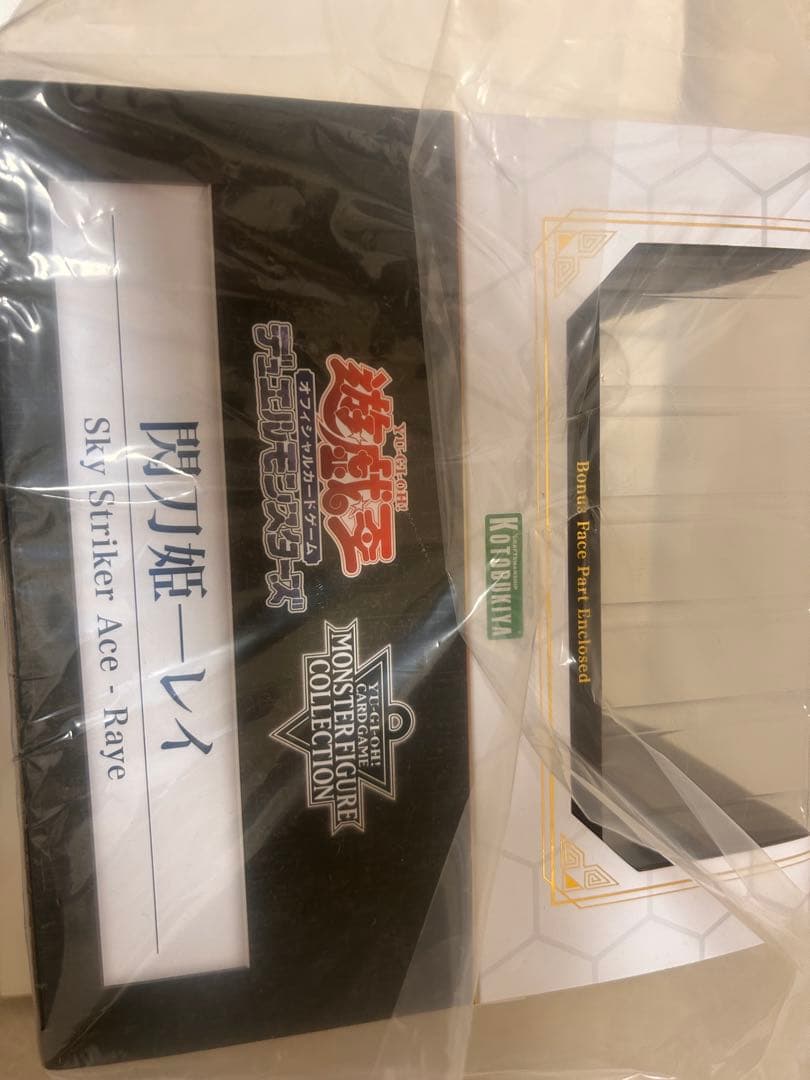 Bonus Face Part Enclosed
CRAFTSMANSHIP
KOTOBUKIYA
YU-GI-OH!
遊戯王
オフィシャルカードゲーム
デュエルモンスターズ
YU-GI-OH!
CARD GAME
MONSTER FIGURE
COLLECTION
閃刀姫－レイ
Sky Striker Ace - Raye